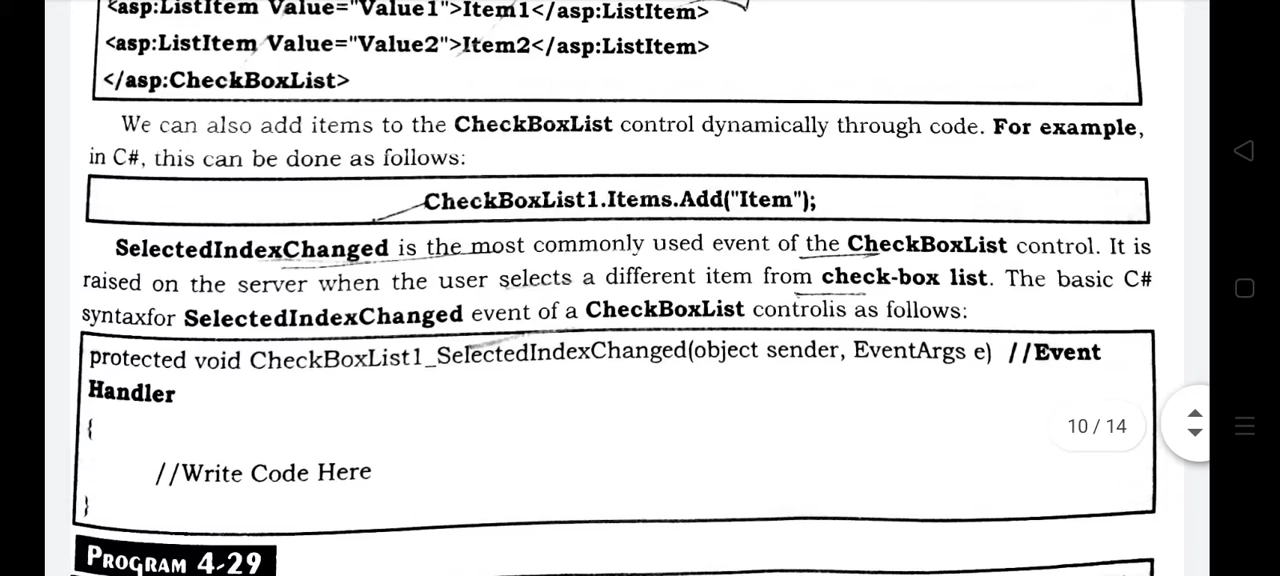 <asp:ListItem Value="Value1">Item1</asp:ListItem>
<asp:ListItem Value="Value2">Item2</asp:ListItem>
</asp:CheckBoxList>
We can also add items to the CheckBoxList control dynamically through code. For example,
in C#, this can be done as follows:
CheckBoxList1.Items.Add("Item");
SelectedIndexChanged is the most commonly used event of the CheckBoxList control. It is
raised on the server when the user selects a different item from check-box list. The basic C#
syntaxfor SelectedIndexChanged event of a CheckBoxList controlis as follows:
protected void CheckBoxList1_SelectedIndexChanged(object sender, EventArgs e) //Event
Handler
{
10 / 14
//Write Code Here
}
PROGRAM 4-29